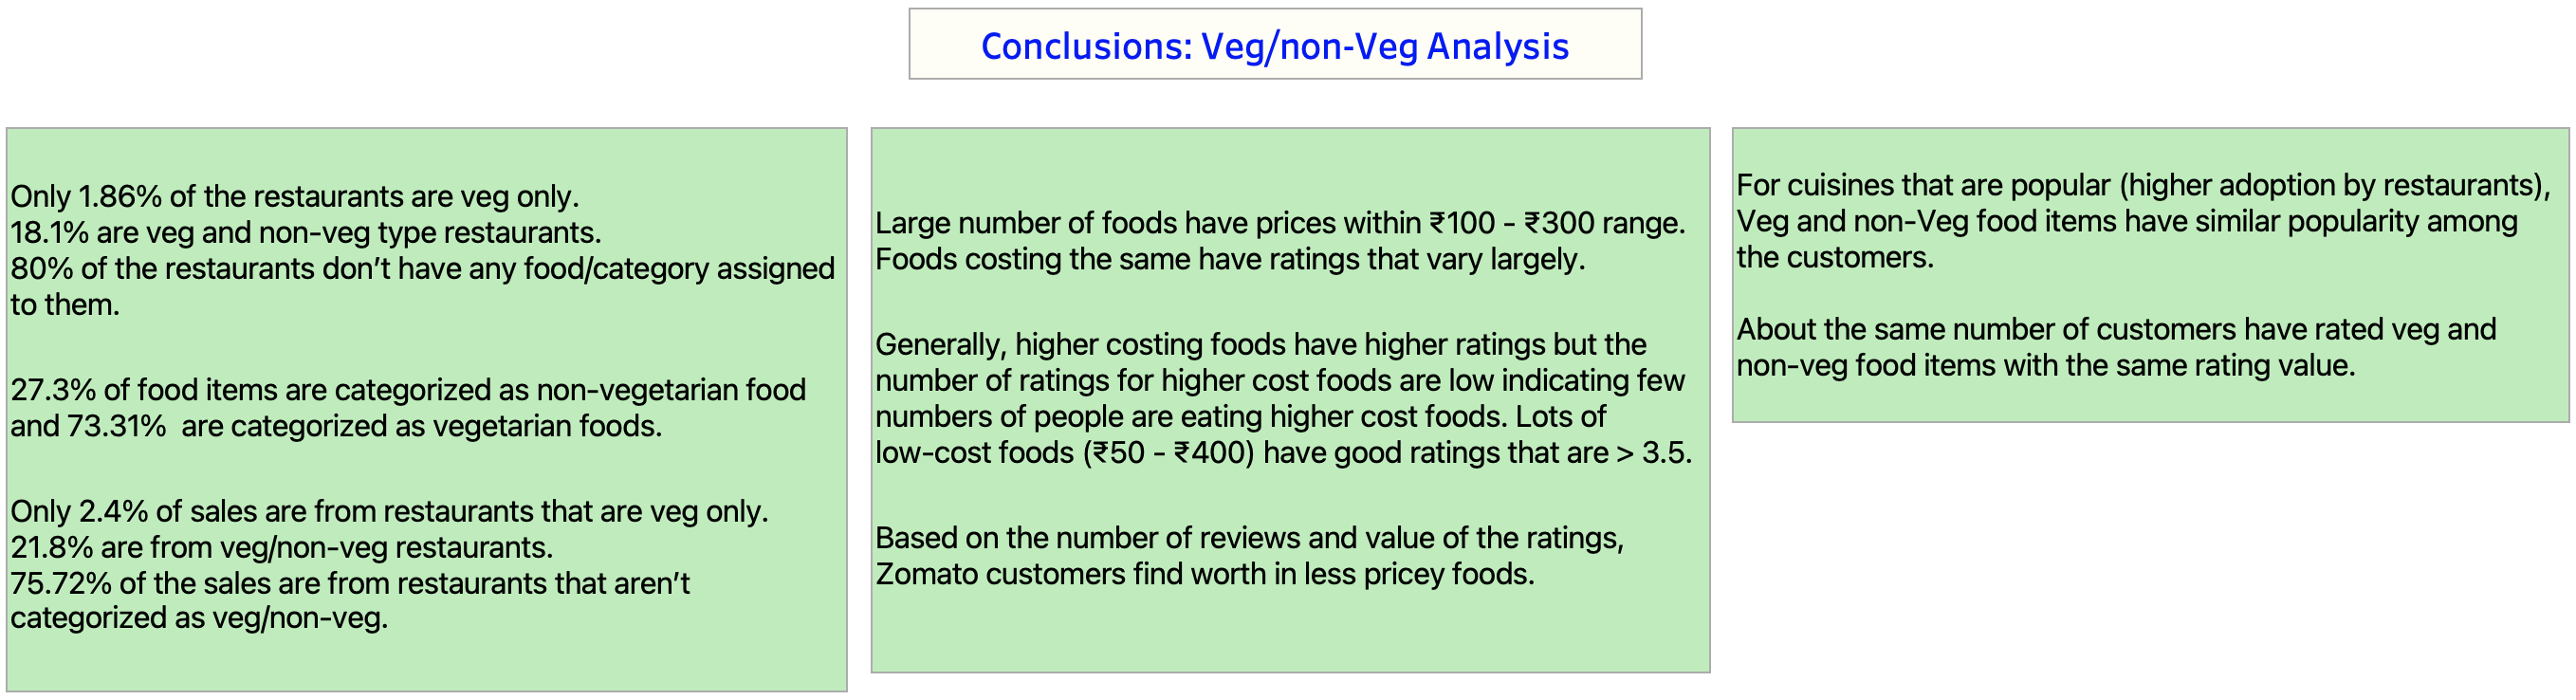 Conclusions: Veg/non-Veg Analysis
Only 1.86% of the restaurants are veg only.
18.1% are veg and non-veg type restaurants.
80% of the restaurants don’t have any food/category assigned
to them.
27.3% of food items are categorized as non-vegetarian food
and 73.31%  are categorized as vegetarian foods.
Only 2.4% of sales are from restaurants that are veg only.
21.8% are from veg/non-veg restaurants.
75.72% of the sales are from restaurants that aren’t
categorized as veg/non-veg.
Large number of foods have prices within ₹100 - ₹300 range.
Foods costing the same have ratings that vary largely.
Generally, higher costing foods have higher ratings but the
number of ratings for higher cost foods are low indicating few
numbers of people are eating higher cost foods. Lots of
low-cost foods (₹50 - ₹400) have good ratings that are > 3.5.
Based on the number of reviews and value of the ratings,
Zomato customers find worth in less pricey foods.
For cuisines that are popular (higher adoption by restaurants),
Veg and non-Veg food items have similar popularity among
the customers.
About the same number of customers have rated veg and
non-veg food items with the same rating value.